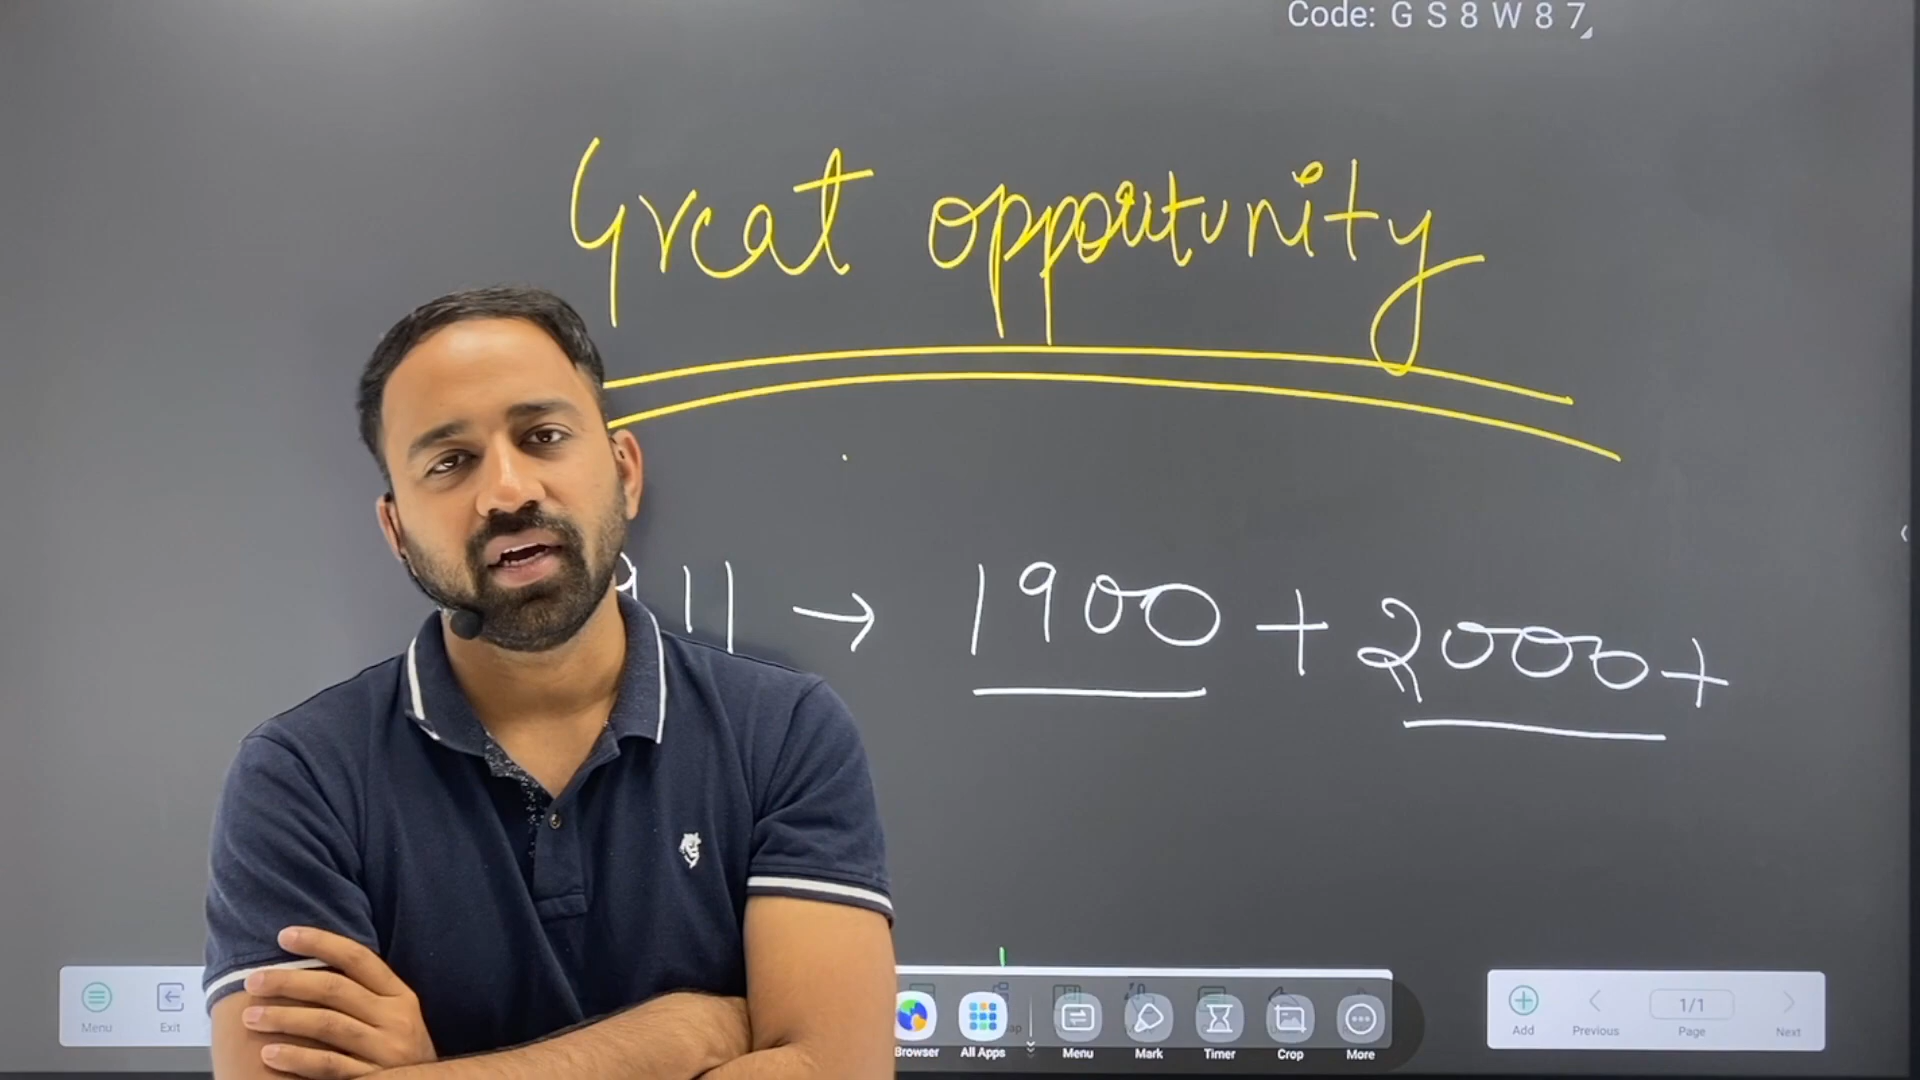 Code: G S 8 W 8 7
Great opportunity
911 → 1900 + 2000+
Menu Exit Browser All Apps Menu Mark Timer Crop More Add Previous 1/1 Page Next